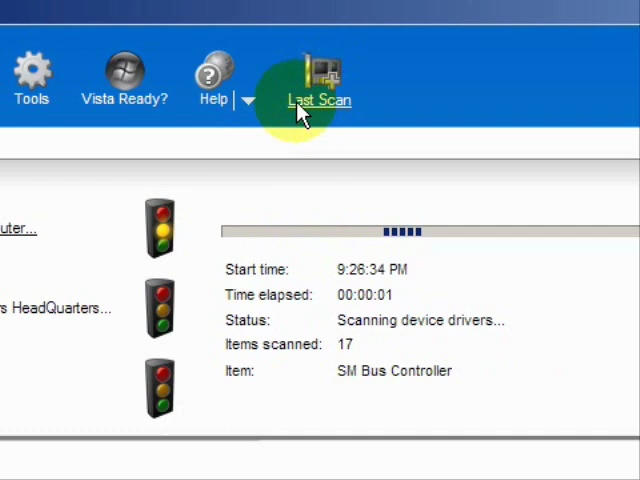 Tools
Vista Ready?
Help
Last Scan
uter...
s HeadQuarters...
Start time: 9:26:34 PM
Time elapsed: 00:00:01
Status: Scanning device drivers...
Items scanned: 17
Item: SM Bus Controller